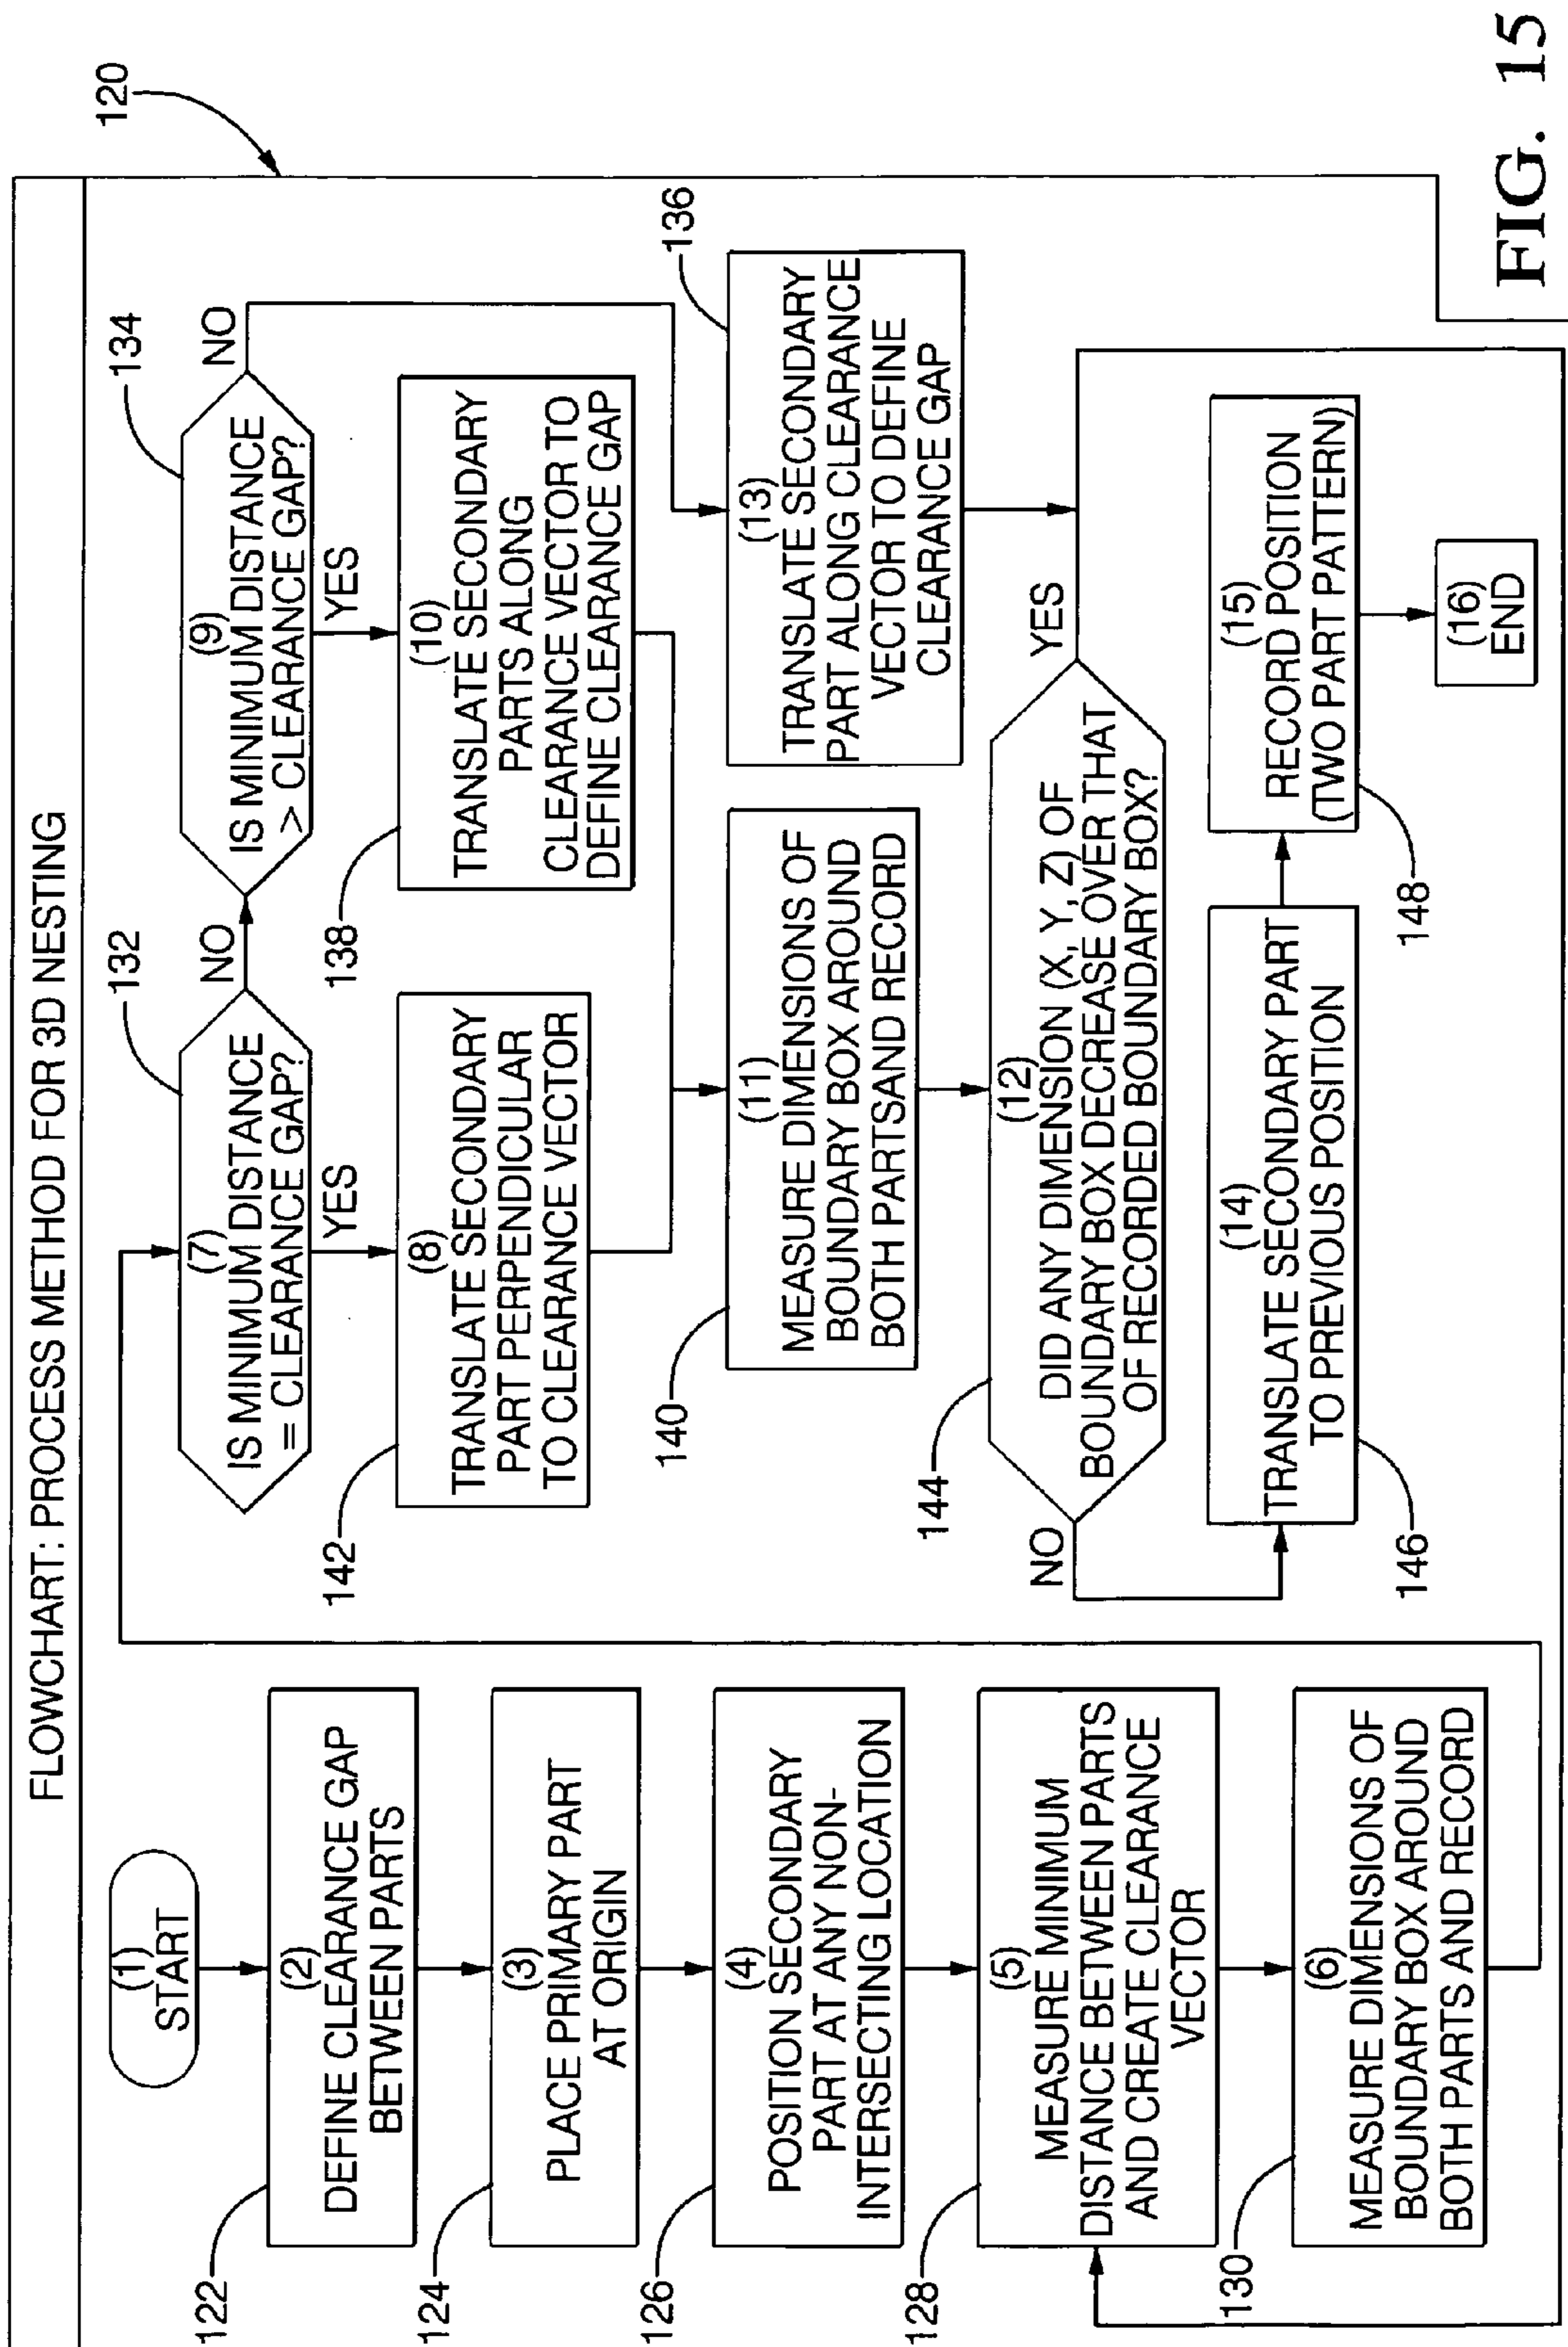 FLOWCHART: PROCESS METHOD FOR 3D NESTING
120
(1)
START
122
(2)
DEFINE CLEARANCE GAP
BETWEEN PARTS
124
(3)
PLACE PRIMARY PART
AT ORIGIN
126
(4)
POSITION SECONDARY
PART AT ANY NON-
INTERSECTING LOCATION
128
(5)
MEASURE MINIMUM
DISTANCE BETWEEN PARTS
AND CREATE CLEARANCE
VECTOR
130
(6)
MEASURE DIMENSIONS OF
BOUNDARY BOX AROUND
BOTH PARTS AND RECORD
132
(7)
IS MINIMUM DISTANCE
= CLEARANCE GAP?
NO
YES
134
(9)
IS MINIMUM DISTANCE
> CLEARANCE GAP?
NO
YES
142
(8)
TRANSLATE SECONDARY
PART PERPENDICULAR
TO CLEARANCE VECTOR
138
(10)
TRANSLATE SECONDARY
PARTS ALONG
CLEARANCE VECTOR TO
DEFINE CLEARANCE GAP
140
(11)
MEASURE DIMENSIONS OF
BOUNDARY BOX AROUND
BOTH PARTSAND RECORD
136
(13)
TRANSLATE SECONDARY
PART ALONG CLEARANCE
VECTOR TO DEFINE
CLEARANCE GAP
144
(12)
DID ANY DIMENSION (X, Y, Z) OF
BOUNDARY BOX DECREASE OVER THAT
OF RECORDED BOUNDARY BOX?
NO
YES
146
(14)
TRANSLATE SECONDARY PART
TO PREVIOUS POSITION
148
(15)
RECORD POSITION
(TWO PART PATTERN)
(16)
END
FIG. 15